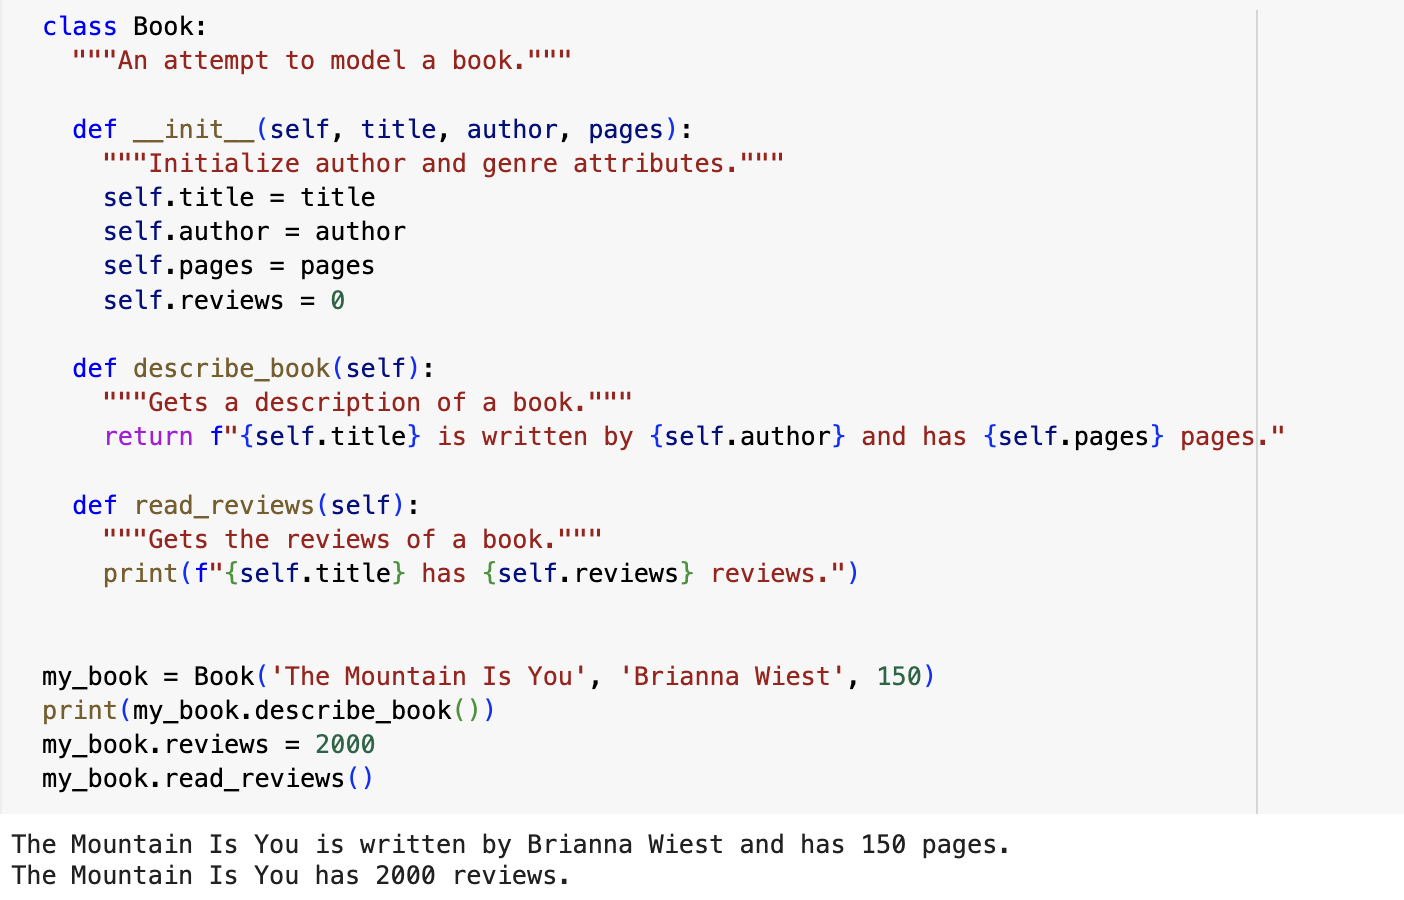 class Book:
  """An attempt to model a book."""

  def __init__(self, title, author, pages):
    """Initialize author and genre attributes."""
    self.title = title
    self.author = author
    self.pages = pages
    self.reviews = 0

  def describe_book(self):
    """Gets a description of a book."""
    return f"{self.title} is written by {self.author} and has {self.pages} pages."

  def read_reviews(self):
    """Gets the reviews of a book."""
    print(f"{self.title} has {self.reviews} reviews.")


my_book = Book('The Mountain Is You', 'Brianna Wiest', 150)
print(my_book.describe_book())
my_book.reviews = 2000
my_book.read_reviews()

The Mountain Is You is written by Brianna Wiest and has 150 pages.
The Mountain Is You has 2000 reviews.